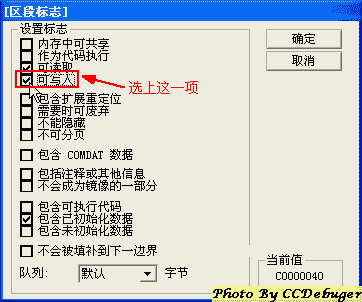 [区段标志]
设置标志
内存中可共享
作为代码执行
可读取
可写入
选上这一项
包含扩展重定位
需要时可废弃
不能隐藏
不可分页
包含 COMDAT 数据
包括注释或其他信息
不会成为镜像的一部分
包含可执行代码
包含已初始化数据
包含未初始化数据
不会被填补到下一边界
队列:
默认
字节
确定
取消
当前值
C0000040
Photo By CCDebuger